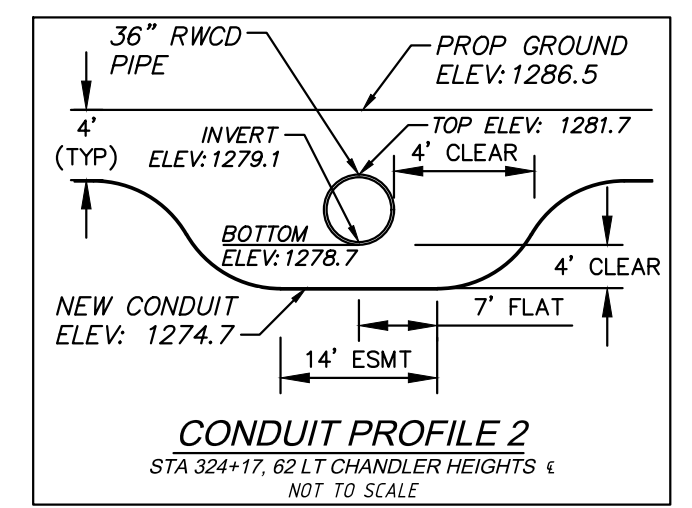 36" RWCD
PIPE
PROP GROUND
ELEV: 1286.5
4'
(TYP)
INVERT
ELEV: 1279.1
TOP ELEV: 1281.7
4' CLEAR
BOTTOM
ELEV: 1278.7
4' CLEAR
NEW CONDUIT
ELEV: 1274.7
7' FLAT
14' ESMT
CONDUIT PROFILE 2
STA 324+17, 62 LT CHANDLER HEIGHTS ℄
NOT TO SCALE